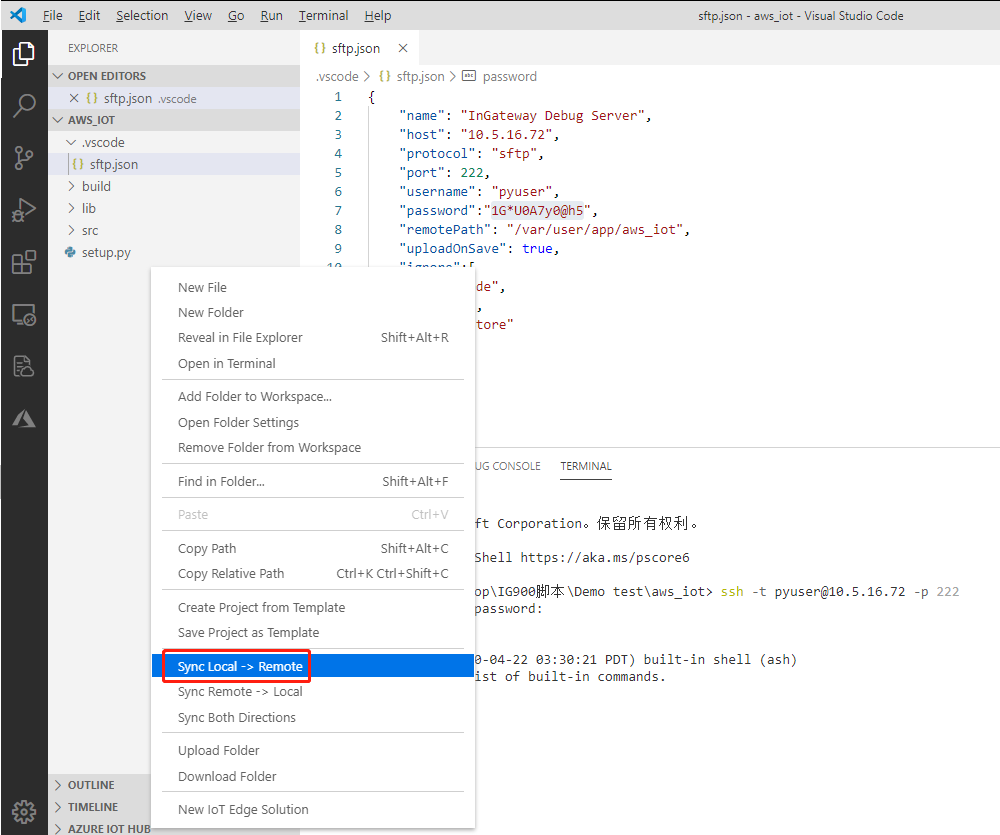 File Edit Selection View Go Run Terminal Help
sftp.json - aws_iot - Visual Studio Code
EXPLORER
OPEN EDITORS
{} sftp.json .vscode
AWS_IOT
.vscode
{} sftp.json
build
lib
src
setup.py
OUTLINE
TIMELINE
AZURE IOT HUB
{} sftp.json
.vscode > {} sftp.json > abc password
1 {
2 "name": "InGateway Debug Server",
3 "host": "10.5.16.72",
4 "protocol": "sftp",
5 "port": 222,
6 "username": "pyuser",
7 "password":"1G*U0A7y0@h5",
8 "remotePath": "/var/user/app/aws_iot",
9 "uploadOnSave": true,
10 "ignore":[
de",
,
tore"
New File
New Folder
Reveal in File Explorer Shift+Alt+R
Open in Terminal
Add Folder to Workspace...
Open Folder Settings
Remove Folder from Workspace
Find in Folder... Shift+Alt+F
Paste Ctrl+V
Copy Path Shift+Alt+C
Copy Relative Path Ctrl+K Ctrl+Shift+C
Create Project from Template
Save Project as Template
Sync Local -> Remote
Sync Remote -> Local
Sync Both Directions
Upload Folder
Download Folder
New IoT Edge Solution
UG CONSOLE TERMINAL
ft Corporation。保留所有权利。
Shell https://aka.ms/pscore6
op\IG900脚本\Demo test\aws_iot> ssh -t pyuser@10.5.16.72 -p 222
password:
0-04-22 03:30:21 PDT) built-in shell (ash)
ist of built-in commands.